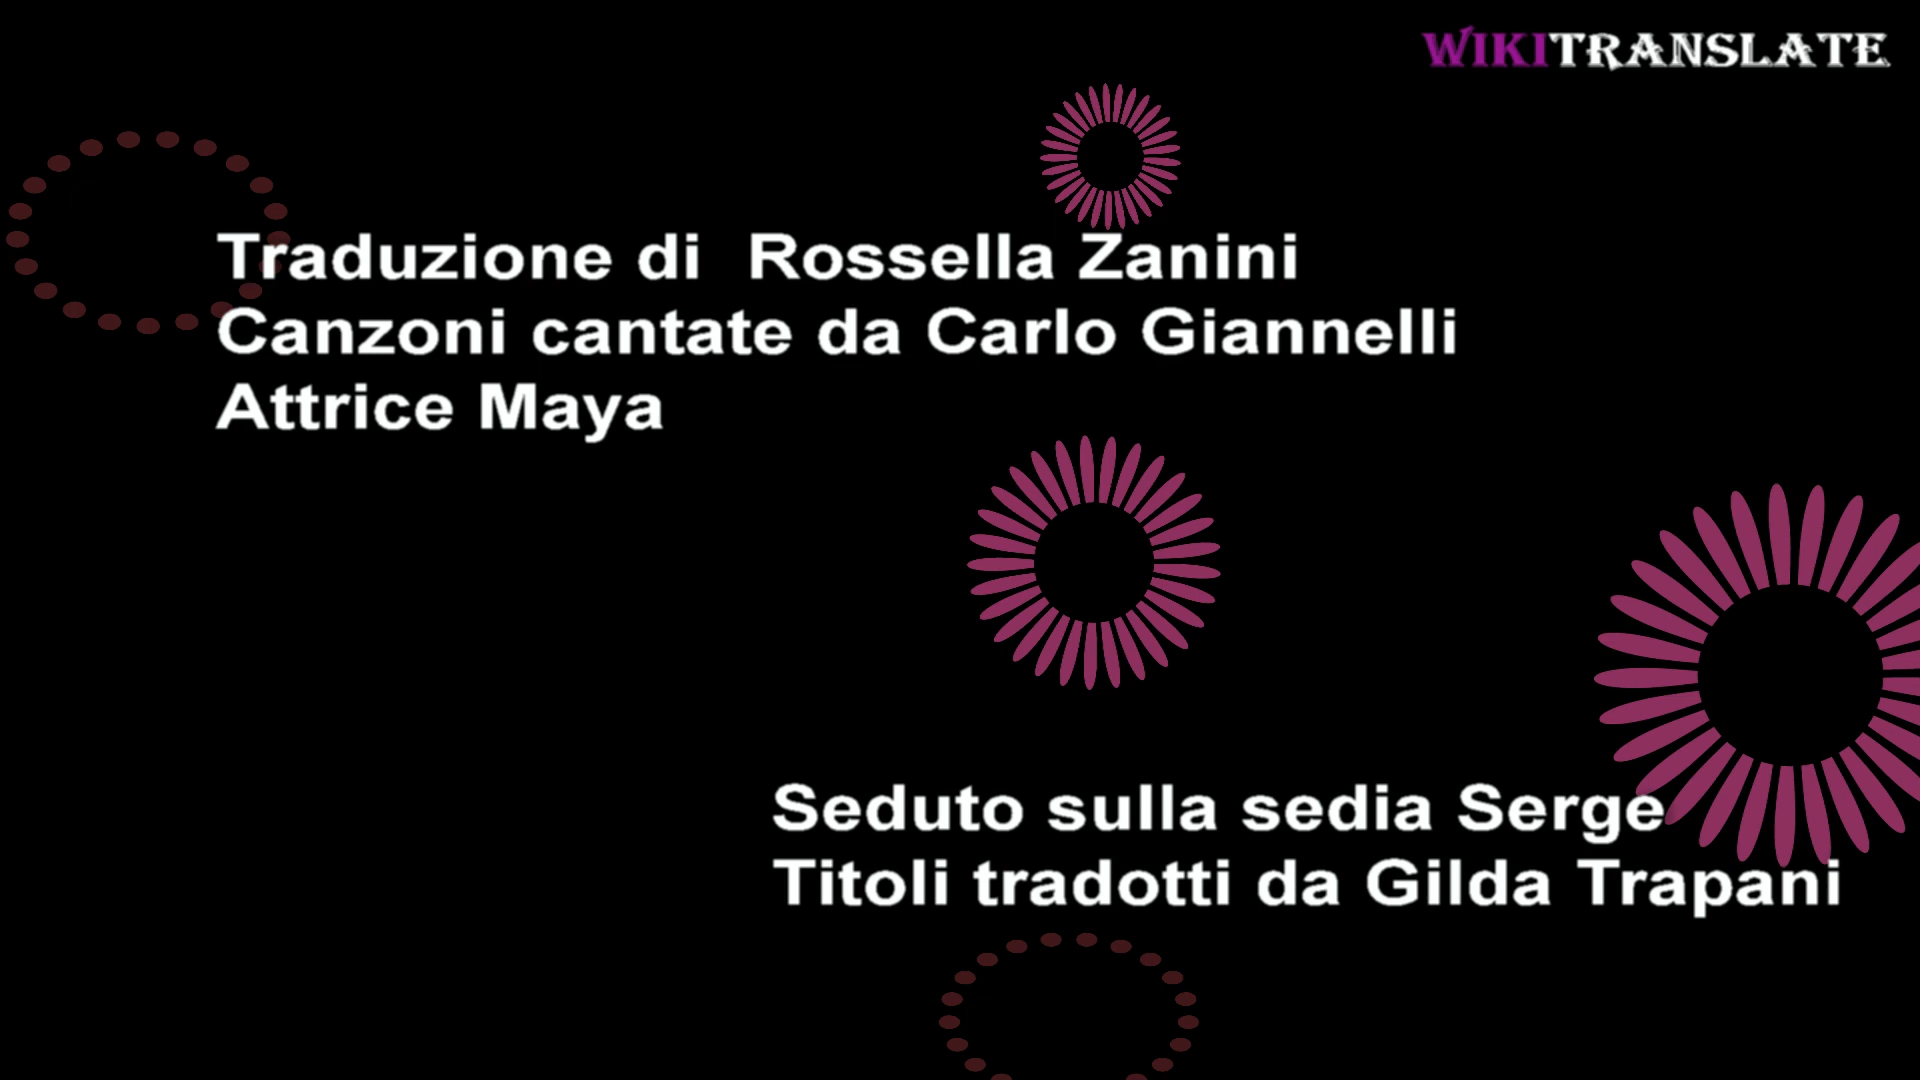 WIKITRANSLATE
Traduzione di  Rossella Zanini
Canzoni cantate da Carlo Giannelli
Attrice Maya
Seduto sulla sedia Serge
Titoli tradotti da Gilda Trapani